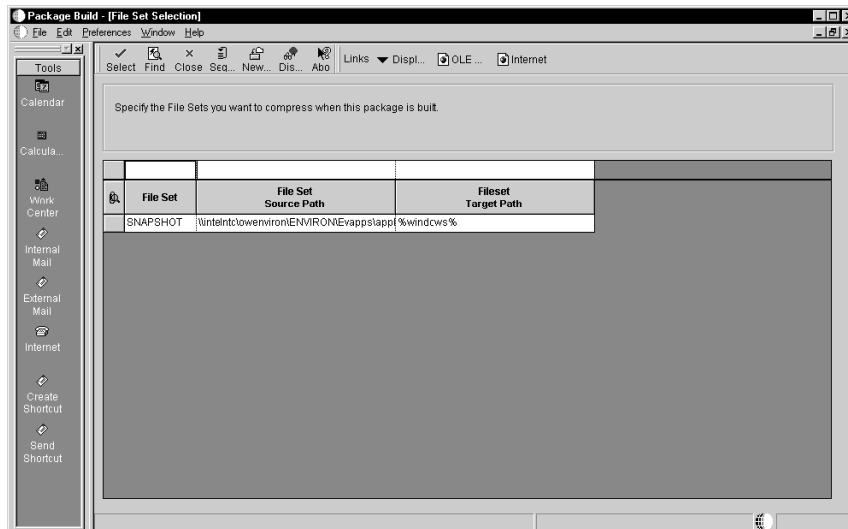 Package Build - [File Set Selection]
File Edit Preferences Window Help
Tools
Calendar
Calcula...
Work
Center
Internal
Mail
External
Mail
Internet
Create
Shortcut
Send
Shortcut
Select Find Close Seq... New... Dis... Abo Links Displ... OLE ... Internet
Specify the File Sets you want to compress when this package is built.
File Set
File Set
Source Path
Fileset
Target Path
SNAPSHOT \\intelntc\owenviron\ENVIRON\Evapps\appl %windcws%